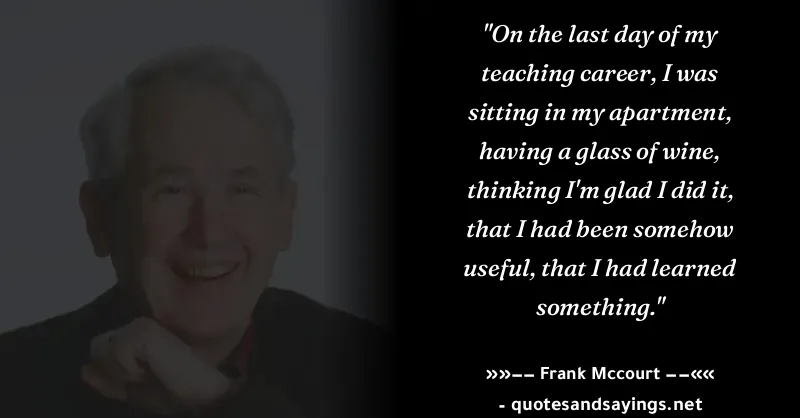 "On the last day of my
teaching career, I was
sitting in my apartment,
having a glass of wine,
thinking I'm glad I did it,
that I had been somehow
useful, that I had learned
something."
»»–– Frank Mccourt ––««
- quotesandsayings.net